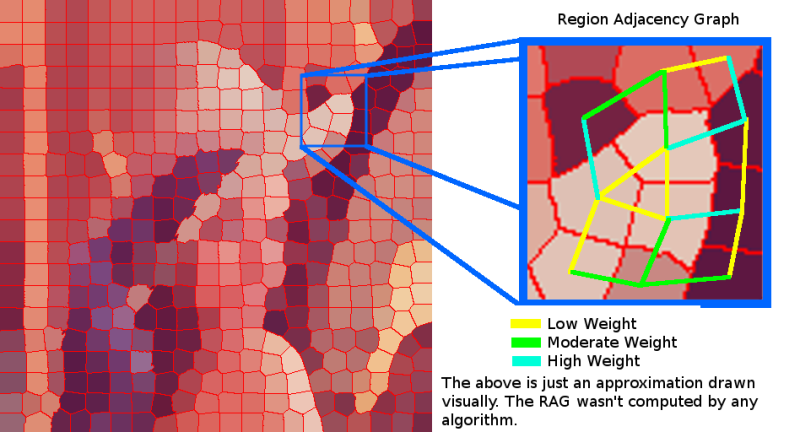 Region Adjacency Graph
Low Weight
Moderate Weight
High Weight
The above is just an approximation drawn
visually. The RAG wasn't computed by any
algorithm.